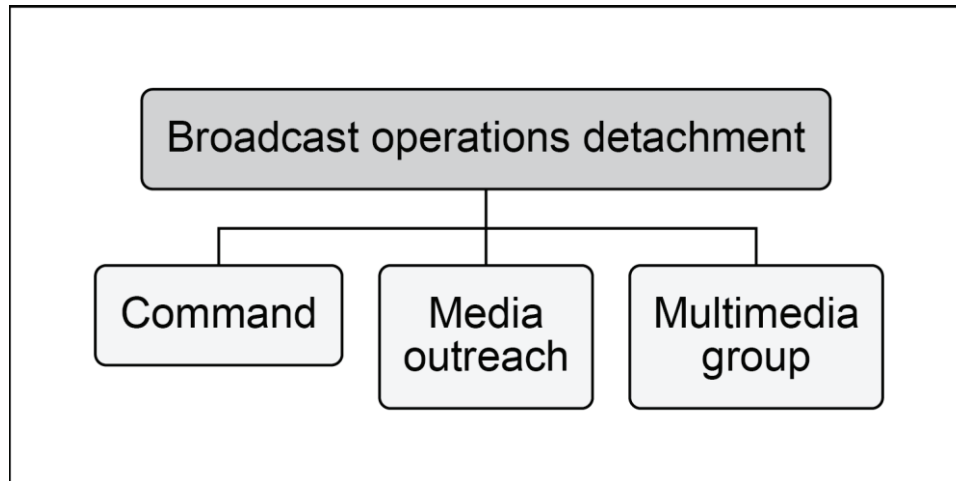 Broadcast operations detachment
Command
Media
outreach
Multimedia
group